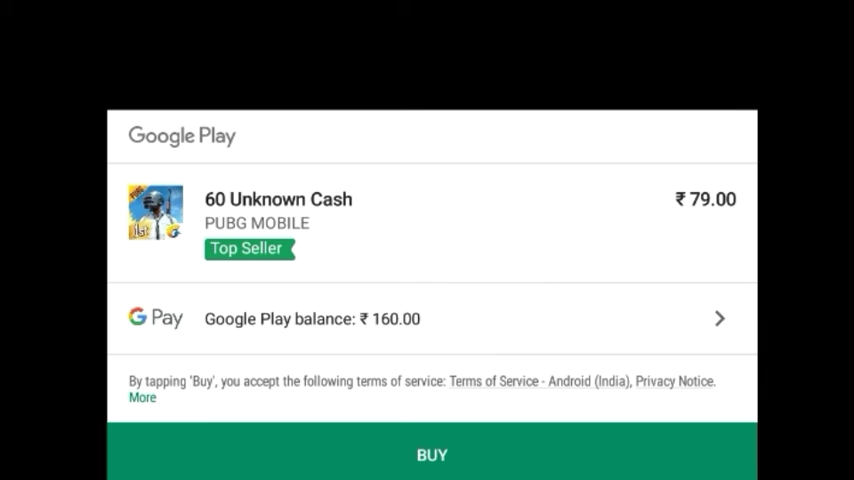 Google Play
60 Unknown Cash
₹ 79.00
PUBG MOBILE
Top Seller
G Pay
Google Play balance: ₹ 160.00
By tapping 'Buy', you accept the following terms of service: Terms of Service - Android (India), Privacy Notice.
More
BUY